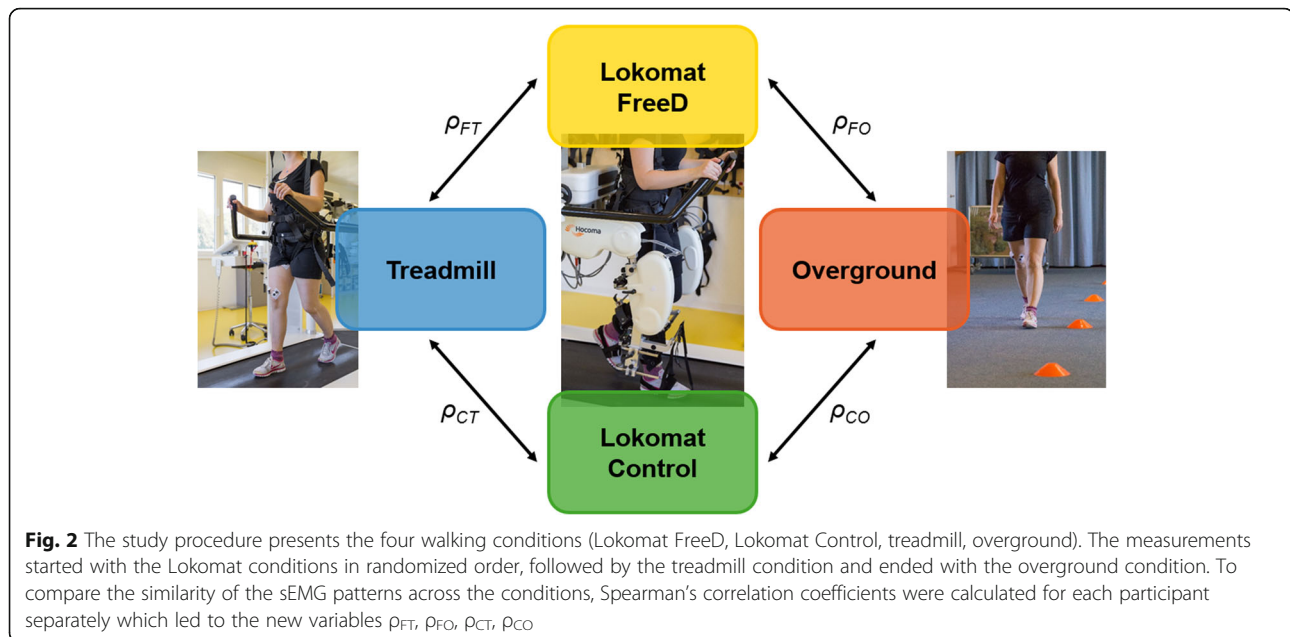 Lokomat
FreeD
ρFT
ρFO
Hocoma
Treadmill
Overground
ρCT
ρCO
Lokomat
Control
Fig. 2 The study procedure presents the four walking conditions (Lokomat FreeD, Lokomat Control, treadmill, overground). The measurements
started with the Lokomat conditions in randomized order, followed by the treadmill condition and ended with the overground condition. To
compare the similarity of the sEMG patterns across the conditions, Spearman's correlation coefficients were calculated for each participant
separately which led to the new variables ρFT, ρFO, ρCT, ρCO